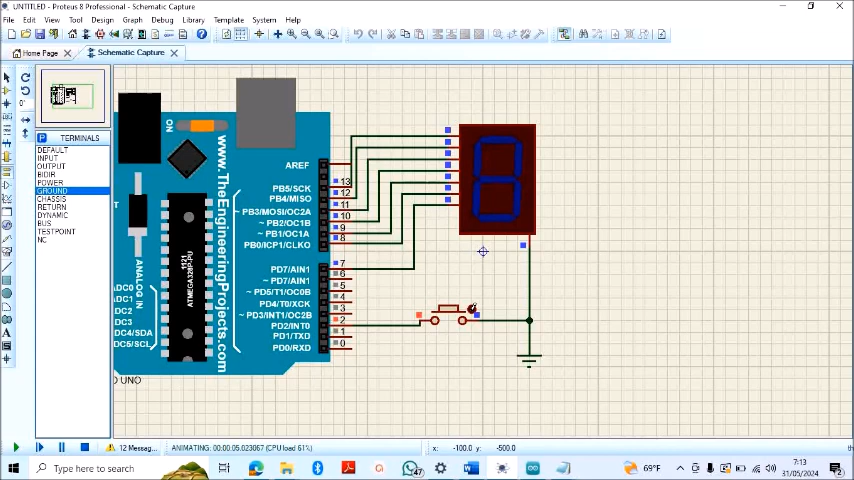 UNTITLED - Proteus 8 Professional - Schematic Capture
File View Tool Design Graph Debug Library Template System Help
Home Page
Schematic Capture
P TERMINALS
DEFAULT
INPUT
OUTPUT
BIDIR
POWER
GROUND
CHASSIS
RETURN
DYNAMIC
BUS
TESTPOINT
NC
0°
ON
www.TheEngineeringProjects.com
AREF
PB5/SCK 13
PB4/MISO 12
~ PB3/MOSI/OC2A 11
~ PB2/OC1B 10
~ PB1/OC1A 9
PB0/ICP1/CLKO 8
PD7/AIN1 7
~ PD7/AIN1 6
~ PD5/T1/OC0B 5
PD4/T0/XCK 4
~ PD3/INT1/OC2B 3
PD2/INT0 2
PD1/TXD 1
PD0/RXD 0
1121
ATMEGA328P-PU
ANALOG IN
ADC0
ADC1
DC2
DC3
DC4/SDA
DC5/SCL
O UNO
12 Messag...
ANIMATING: 00:00:05.023067 (CPU load 61%)
x: -100.0 y: -500.0
th
Type here to search
47
69°F
7:13
31/05/2024
2